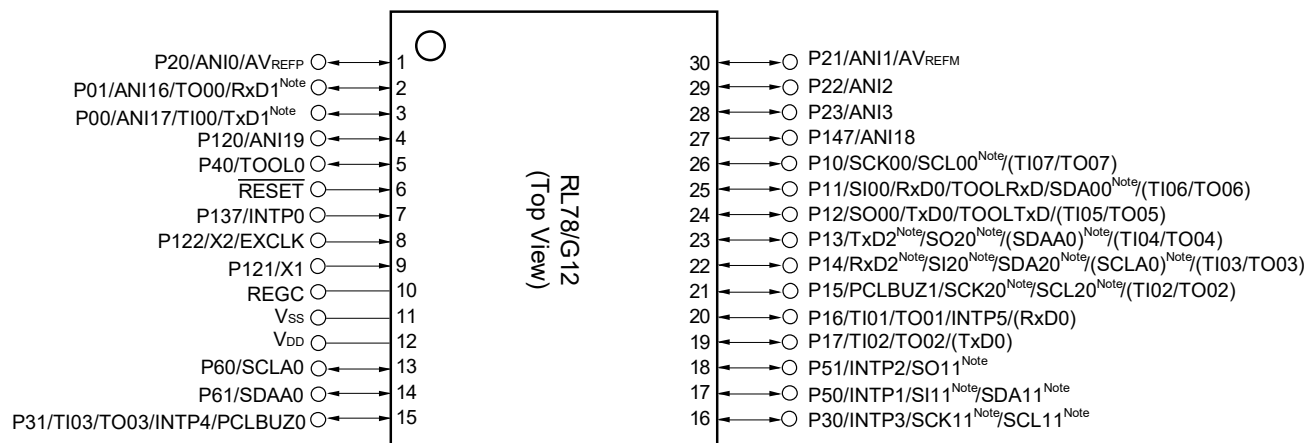 P20/ANI0/AVREFP
P01/ANI16/TO00/RxD1Note
P00/ANI17/TI00/TxD1Note
P120/ANI19
P40/TOOL0
RESET
P137/INTP0
P122/X2/EXCLK
P121/X1
REGC
VSS
VDD
P60/SCLA0
P61/SDAA0
P31/TI03/TO03/INTP4/PCLBUZ0
1
2
3
4
5
6
7
8
9
10
11
12
13
14
15
RL78/G12
(Top View)
30
29
28
27
26
25
24
23
22
21
20
19
18
17
16
P21/ANI1/AVREFM
P22/ANI2
P23/ANI3
P147/ANI18
P10/SCK00/SCL00Note/(TI07/TO07)
P11/SI00/RxD0/TOOLRxD/SDA00Note/(TI06/TO06)
P12/SO00/TxD0/TOOLTxD/(TI05/TO05)
P13/TxD2Note/SO20Note/(SDAA0)Note/(TI04/TO04)
P14/RxD2Note/SI20Note/SDA20Note/(SCLA0)Note/(TI03/TO03)
P15/PCLBUZ1/SCK20Note/SCL20Note/(TI02/TO02)
P16/TI01/TO01/INTP5/(RxD0)
P17/TI02/TO02/(TxD0)
P51/INTP2/SO11Note
P50/INTP1/SI11Note/SDA11Note
P30/INTP3/SCK11Note/SCL11Note